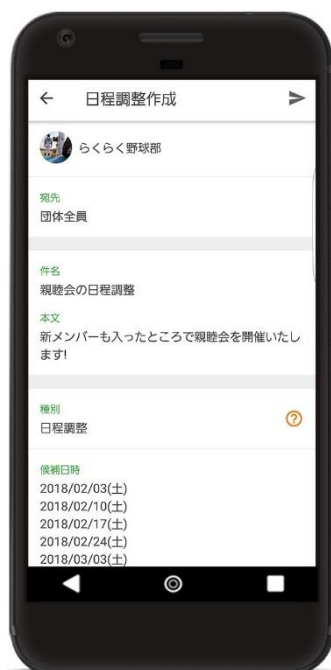 日程調整作成
らくらく野球部
宛先
団体全員
件名
親睦会の日程調整
本文
新メンバーも入ったところで親睦会を開催いたし
ます!
種別
日程調整
候補日時
2018/02/03(土)
2018/02/10(土)
2018/02/17(土)
2018/02/24(土)
2018/03/03(土)